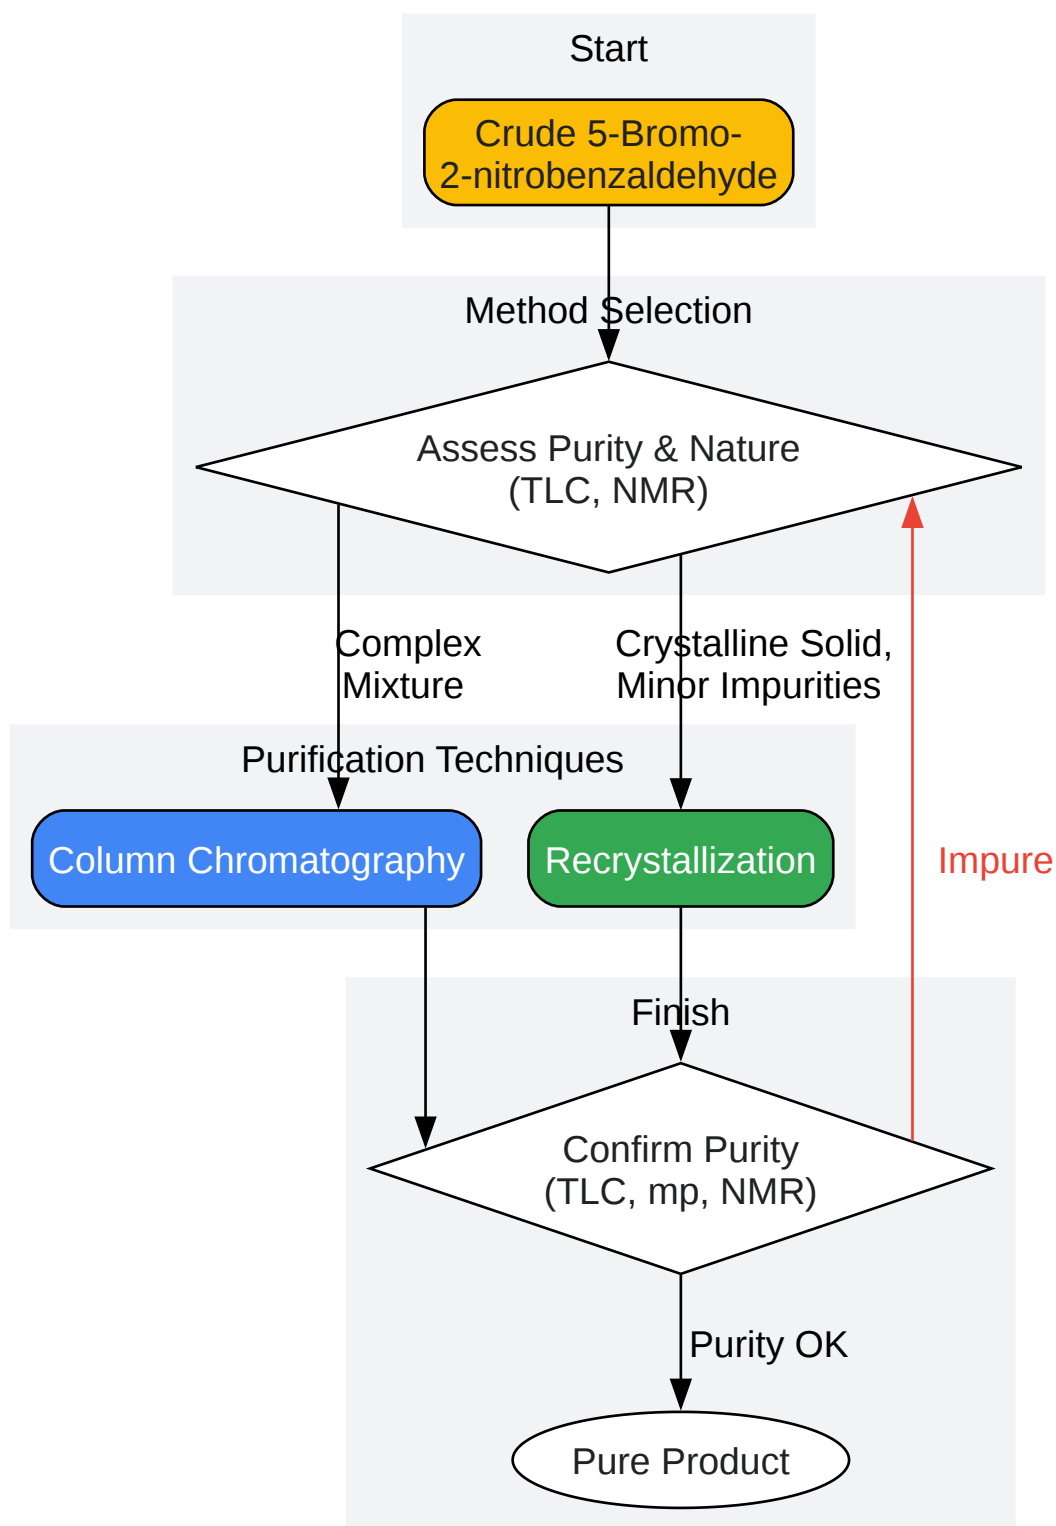 Start
Crude 5-Bromo-
2-nitrobenzaldehyde
Method Selection
Assess Purity & Nature
(TLC, NMR)
Complex
Mixture
Crystalline Solid,
Minor Impurities
Purification Techniques
Column Chromatography
Recrystallization
Impure
Finish
Confirm Purity
(TLC, mp, NMR)
Purity OK
Pure Product